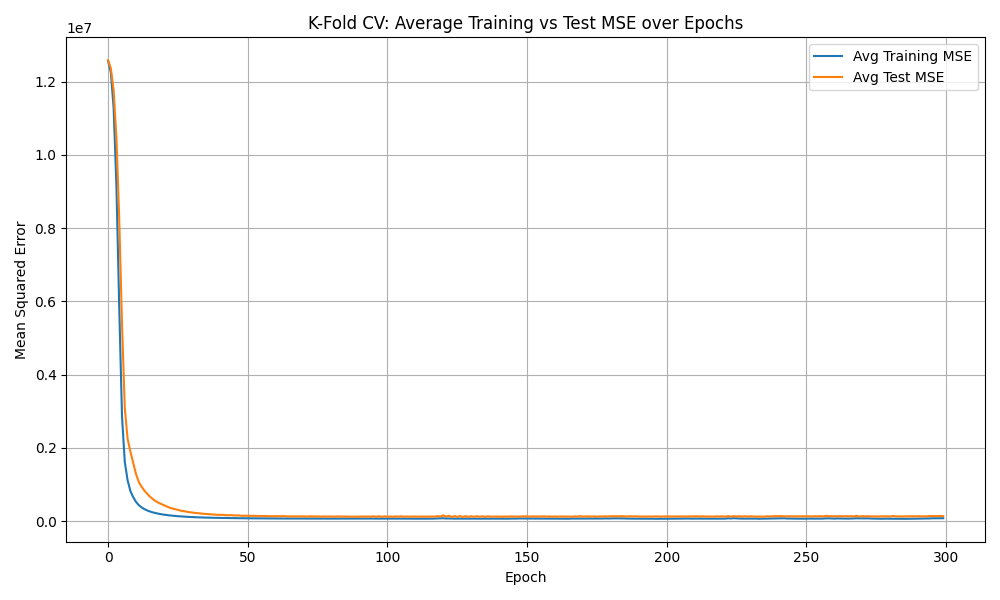 K-Fold CV: Average Training vs Test MSE over Epochs
1e7
Avg Training MSE
Avg Test MSE
1.2
1.0
0.8
0.6
0.4
0.2
0.0
Mean Squared Error
0 50 100 150 200 250 300
Epoch